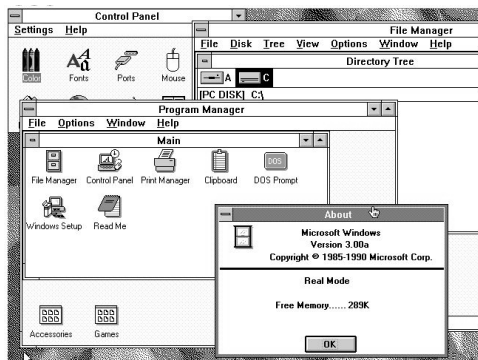 Control Panel
Settings Help
Color
Fonts
Ports
Mouse
File Manager
File Disk Tree View Options Window Help
Directory Tree
A
C
[PC DISK] C:\
Program Manager
File Options Window Help
Main
File Manager
Control Panel
Print Manager
Clipboard
DOS
DOS Prompt
Windows Setup
Read Me
Accessories
Games
About
Microsoft Windows
Version 3.00a
Copyright © 1985-1990 Microsoft Corp.
Real Mode
Free Memory...... 289K
OK